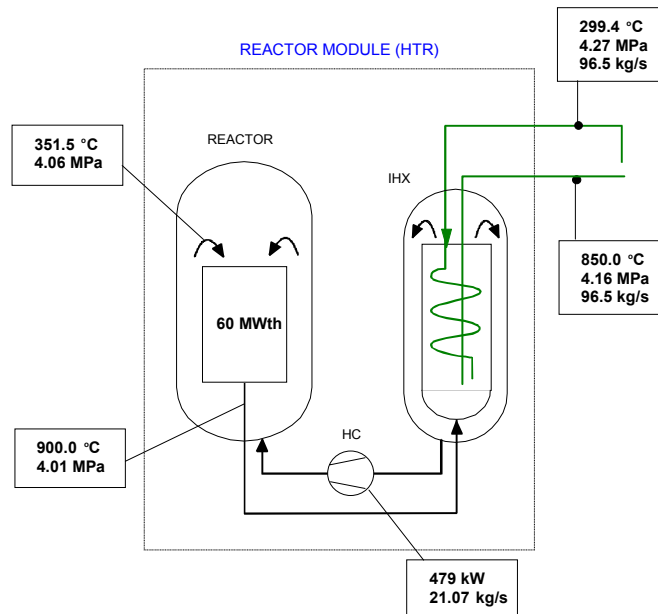 299.4 °C
4.27 MPa
96.5 kg/s
REACTOR MODULE (HTR)
351.5 °C
4.06 MPa
REACTOR
IHX
850.0 °C
4.16 MPa
96.5 kg/s
60 MWth
900.0 °C
4.01 MPa
HC
479 kW
21.07 kg/s